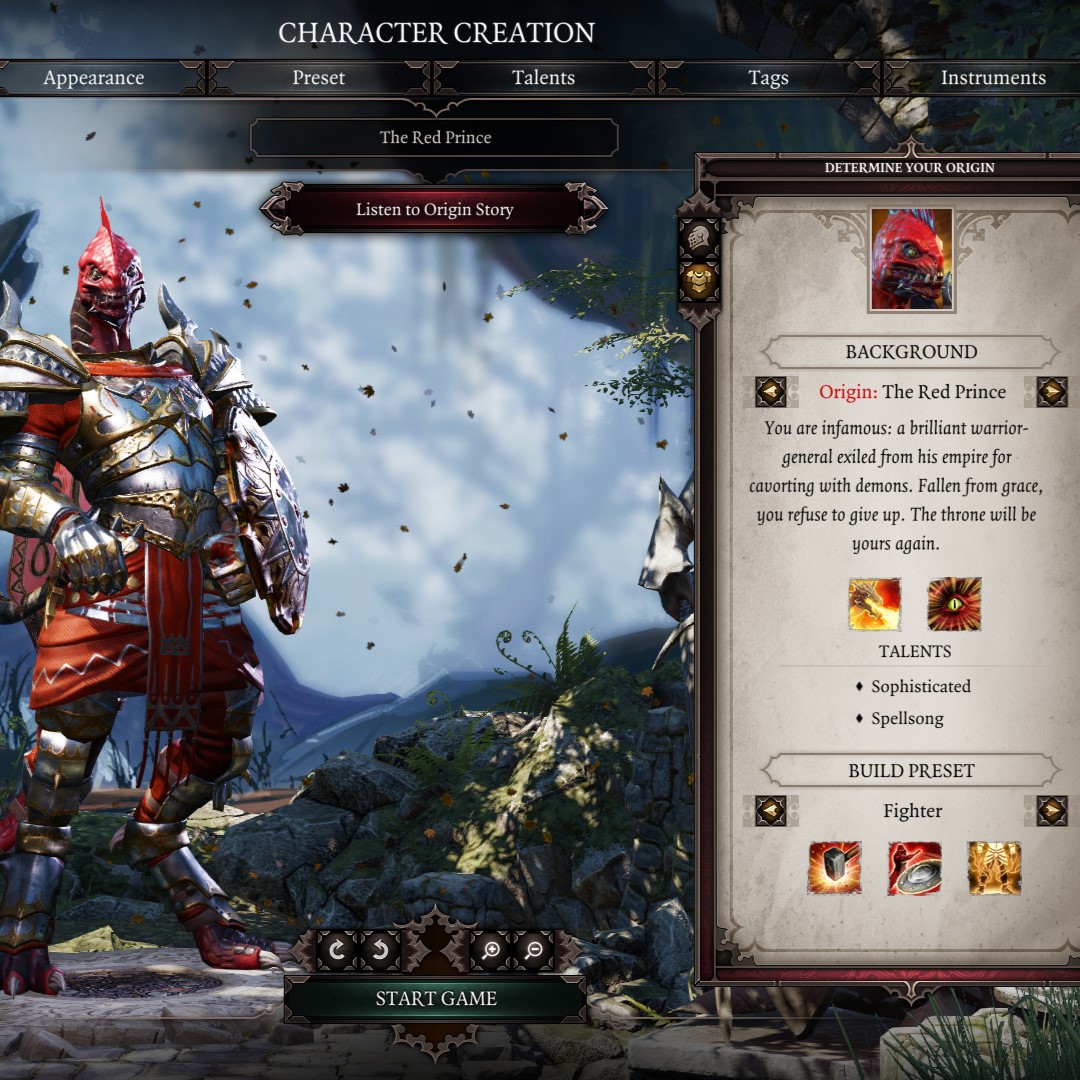 CHARACTER CREATION
Appearance
Preset
Talents
Tags
Instruments
The Red Prince
Listen to Origin Story
DETERMINE YOUR ORIGIN
BACKGROUND
Origin: The Red Prince
You are infamous: a brilliant warrior-
general exiled from his empire for
cavorting with demons. Fallen from grace,
you refuse to give up. The throne will be
yours again.
TALENTS
♦ Sophisticated
♦ Spellsong
BUILD PRESET
Fighter
START GAME